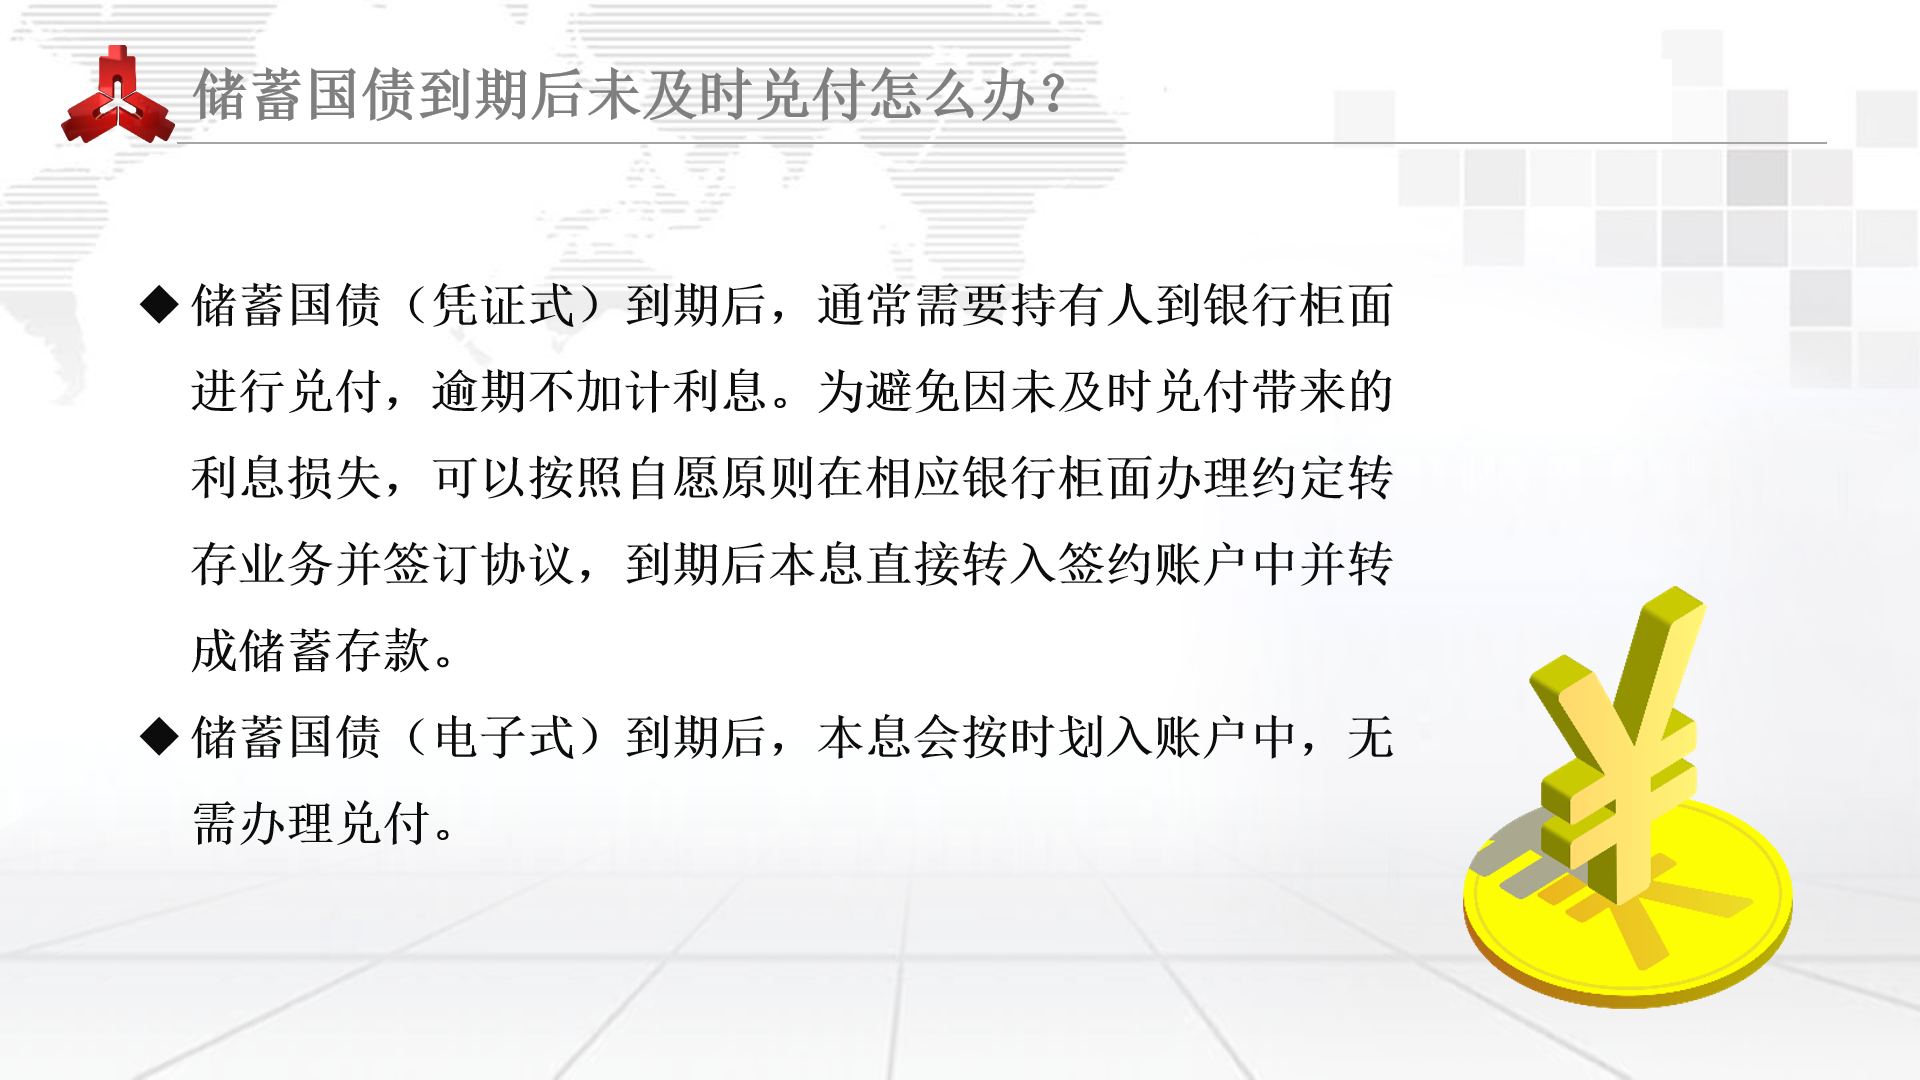 储蓄国债到期后未及时兑付怎么办？
◆ 储蓄国债（凭证式）到期后，通常需要持有人到银行柜面
进行兑付，逾期不加计利息。为避免因未及时兑付带来的
利息损失，可以按照自愿原则在相应银行柜面办理约定转
存业务并签订协议，到期后本息直接转入签约账户中并转
成储蓄存款。
◆ 储蓄国债（电子式）到期后，本息会按时划入账户中，无
需办理兑付。